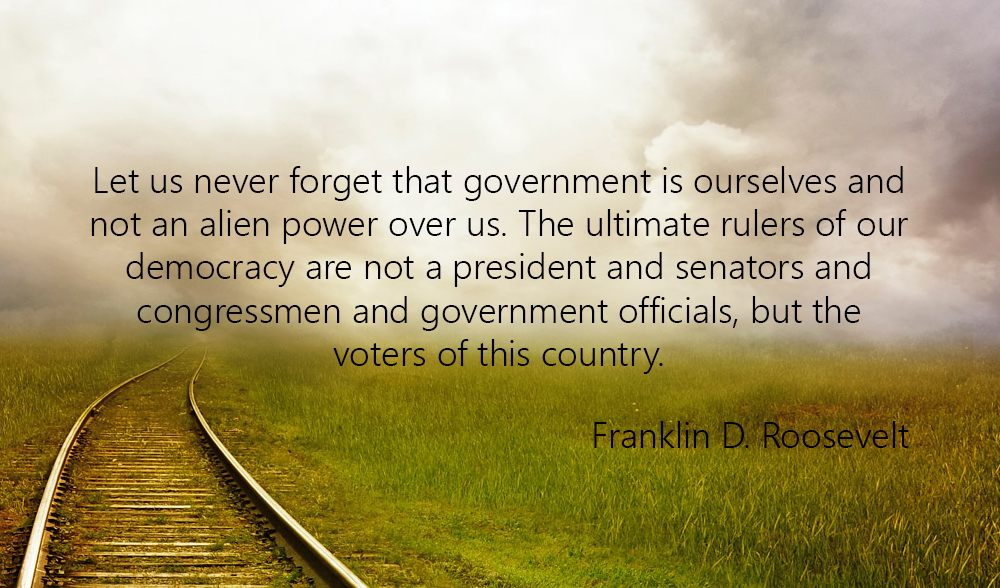 Let us never forget that government is ourselves and
not an alien power over us. The ultimate rulers of our
democracy are not a president and senators and
congressmen and government officials, but the
voters of this country.
Franklin D. Roosevelt